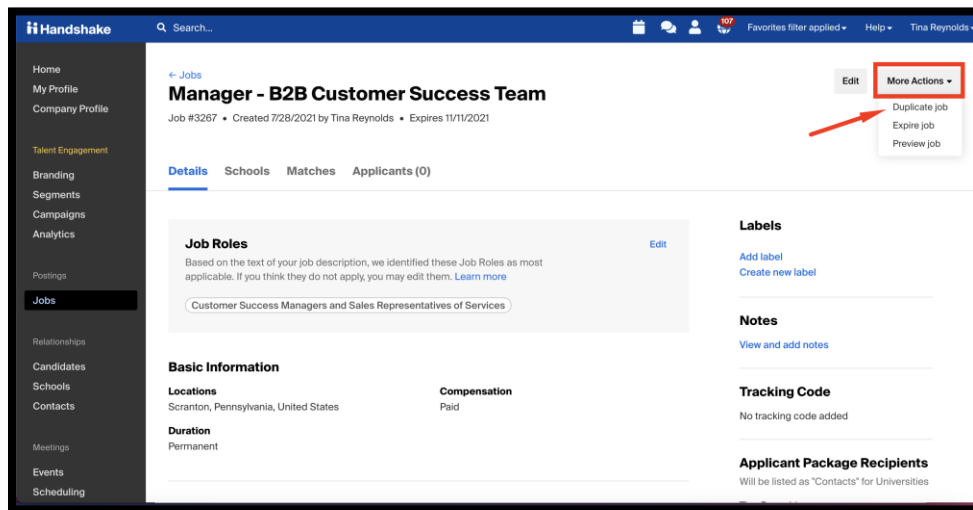 Handshake
Search...
107
Favorites filter applied
Help
Tina Reynolds
Home
My Profile
Company Profile
Talent Engagement
Branding
Segments
Campaigns
Analytics
Postings
Jobs
Relationships
Candidates
Schools
Contacts
Meetings
Events
Scheduling
← Jobs
Manager - B2B Customer Success Team
Job #3267 • Created 7/28/2021 by Tina Reynolds • Expires 11/11/2021
Edit
More Actions
Duplicate job
Expire job
Preview job
Details Schools Matches Applicants (0)
Job Roles
Edit
Based on the text of your job description, we identified these Job Roles as most
applicable. If you think they do not apply, you may edit them. Learn more
Customer Success Managers and Sales Representatives of Services
Basic Information
Locations
Scranton, Pennsylvania, United States
Compensation
Paid
Duration
Permanent
Labels
Add label
Create new label
Notes
View and add notes
Tracking Code
No tracking code added
Applicant Package Recipients
Will be listed as "Contacts" for Universities